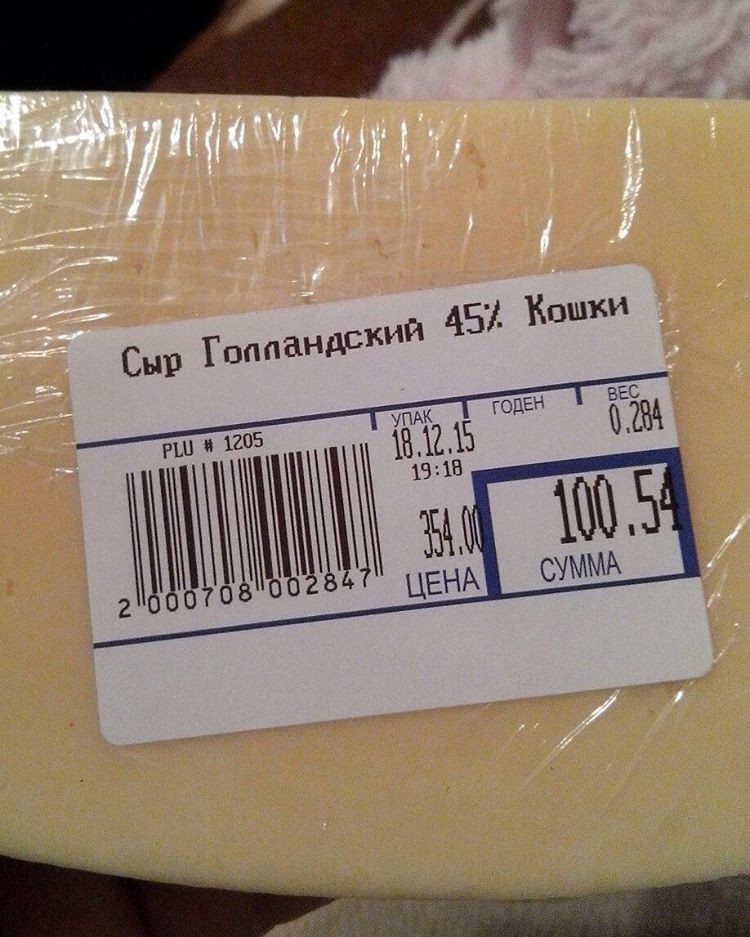 Сыр Голландский 45% Кошки
PLU # 1205
УПАК
18.12.15
19:18
ГОДЕН
ВЕС
0.284
354.00
ЦЕНА
100.54
СУММА
2 000708 002847